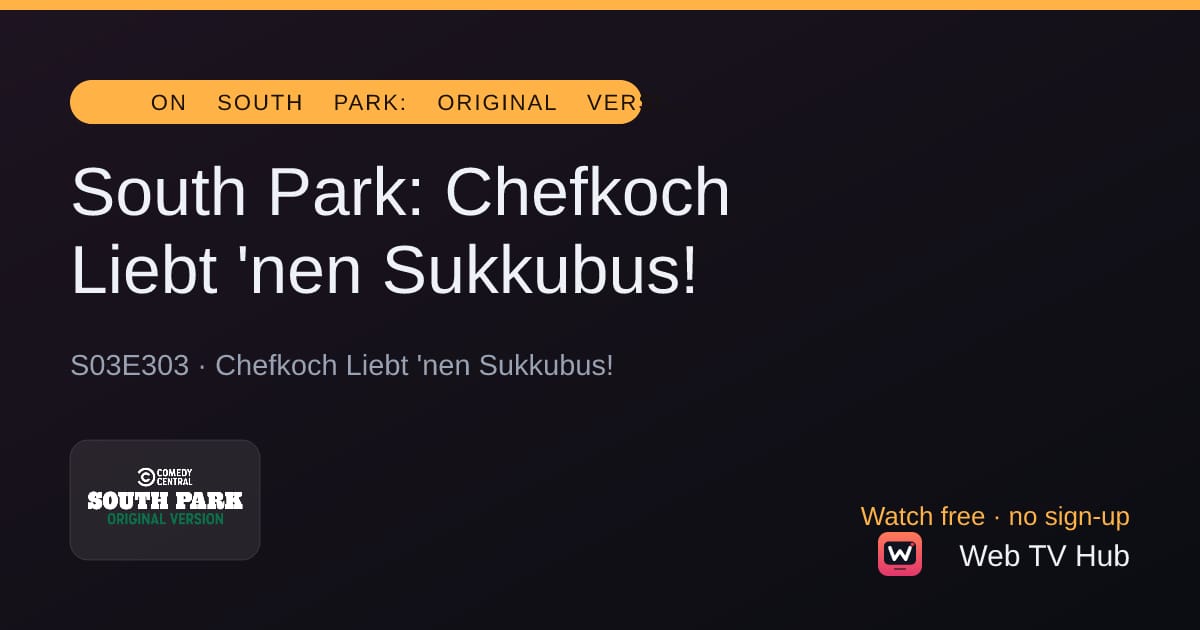 ON SOUTH PARK: ORIGINAL
South Park: Chefkoch
Liebt 'nen Sukkubus!
S03E303 · Chefkoch Liebt 'nen Sukkubus!
COMEDY
CENTRAL
SOUTH PARK
ORIGINAL VERSION
Watch free · no sign-up
W
Web TV Hub